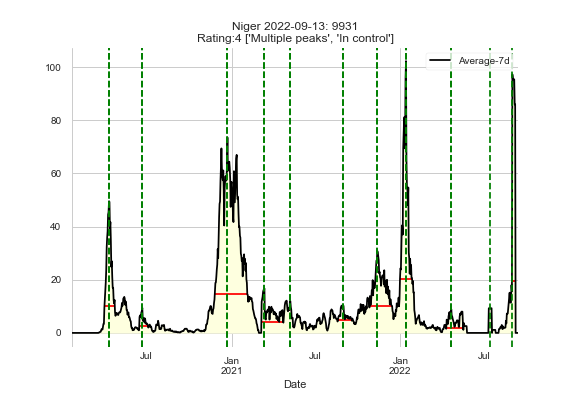 Niger 2022-09-13: 9931
Rating:4 ['Multiple peaks', 'In control']
Average-7d
100
80
60
40
20
0
Jul
Jan
2021
Jul
Jan
2022
Jul
Date